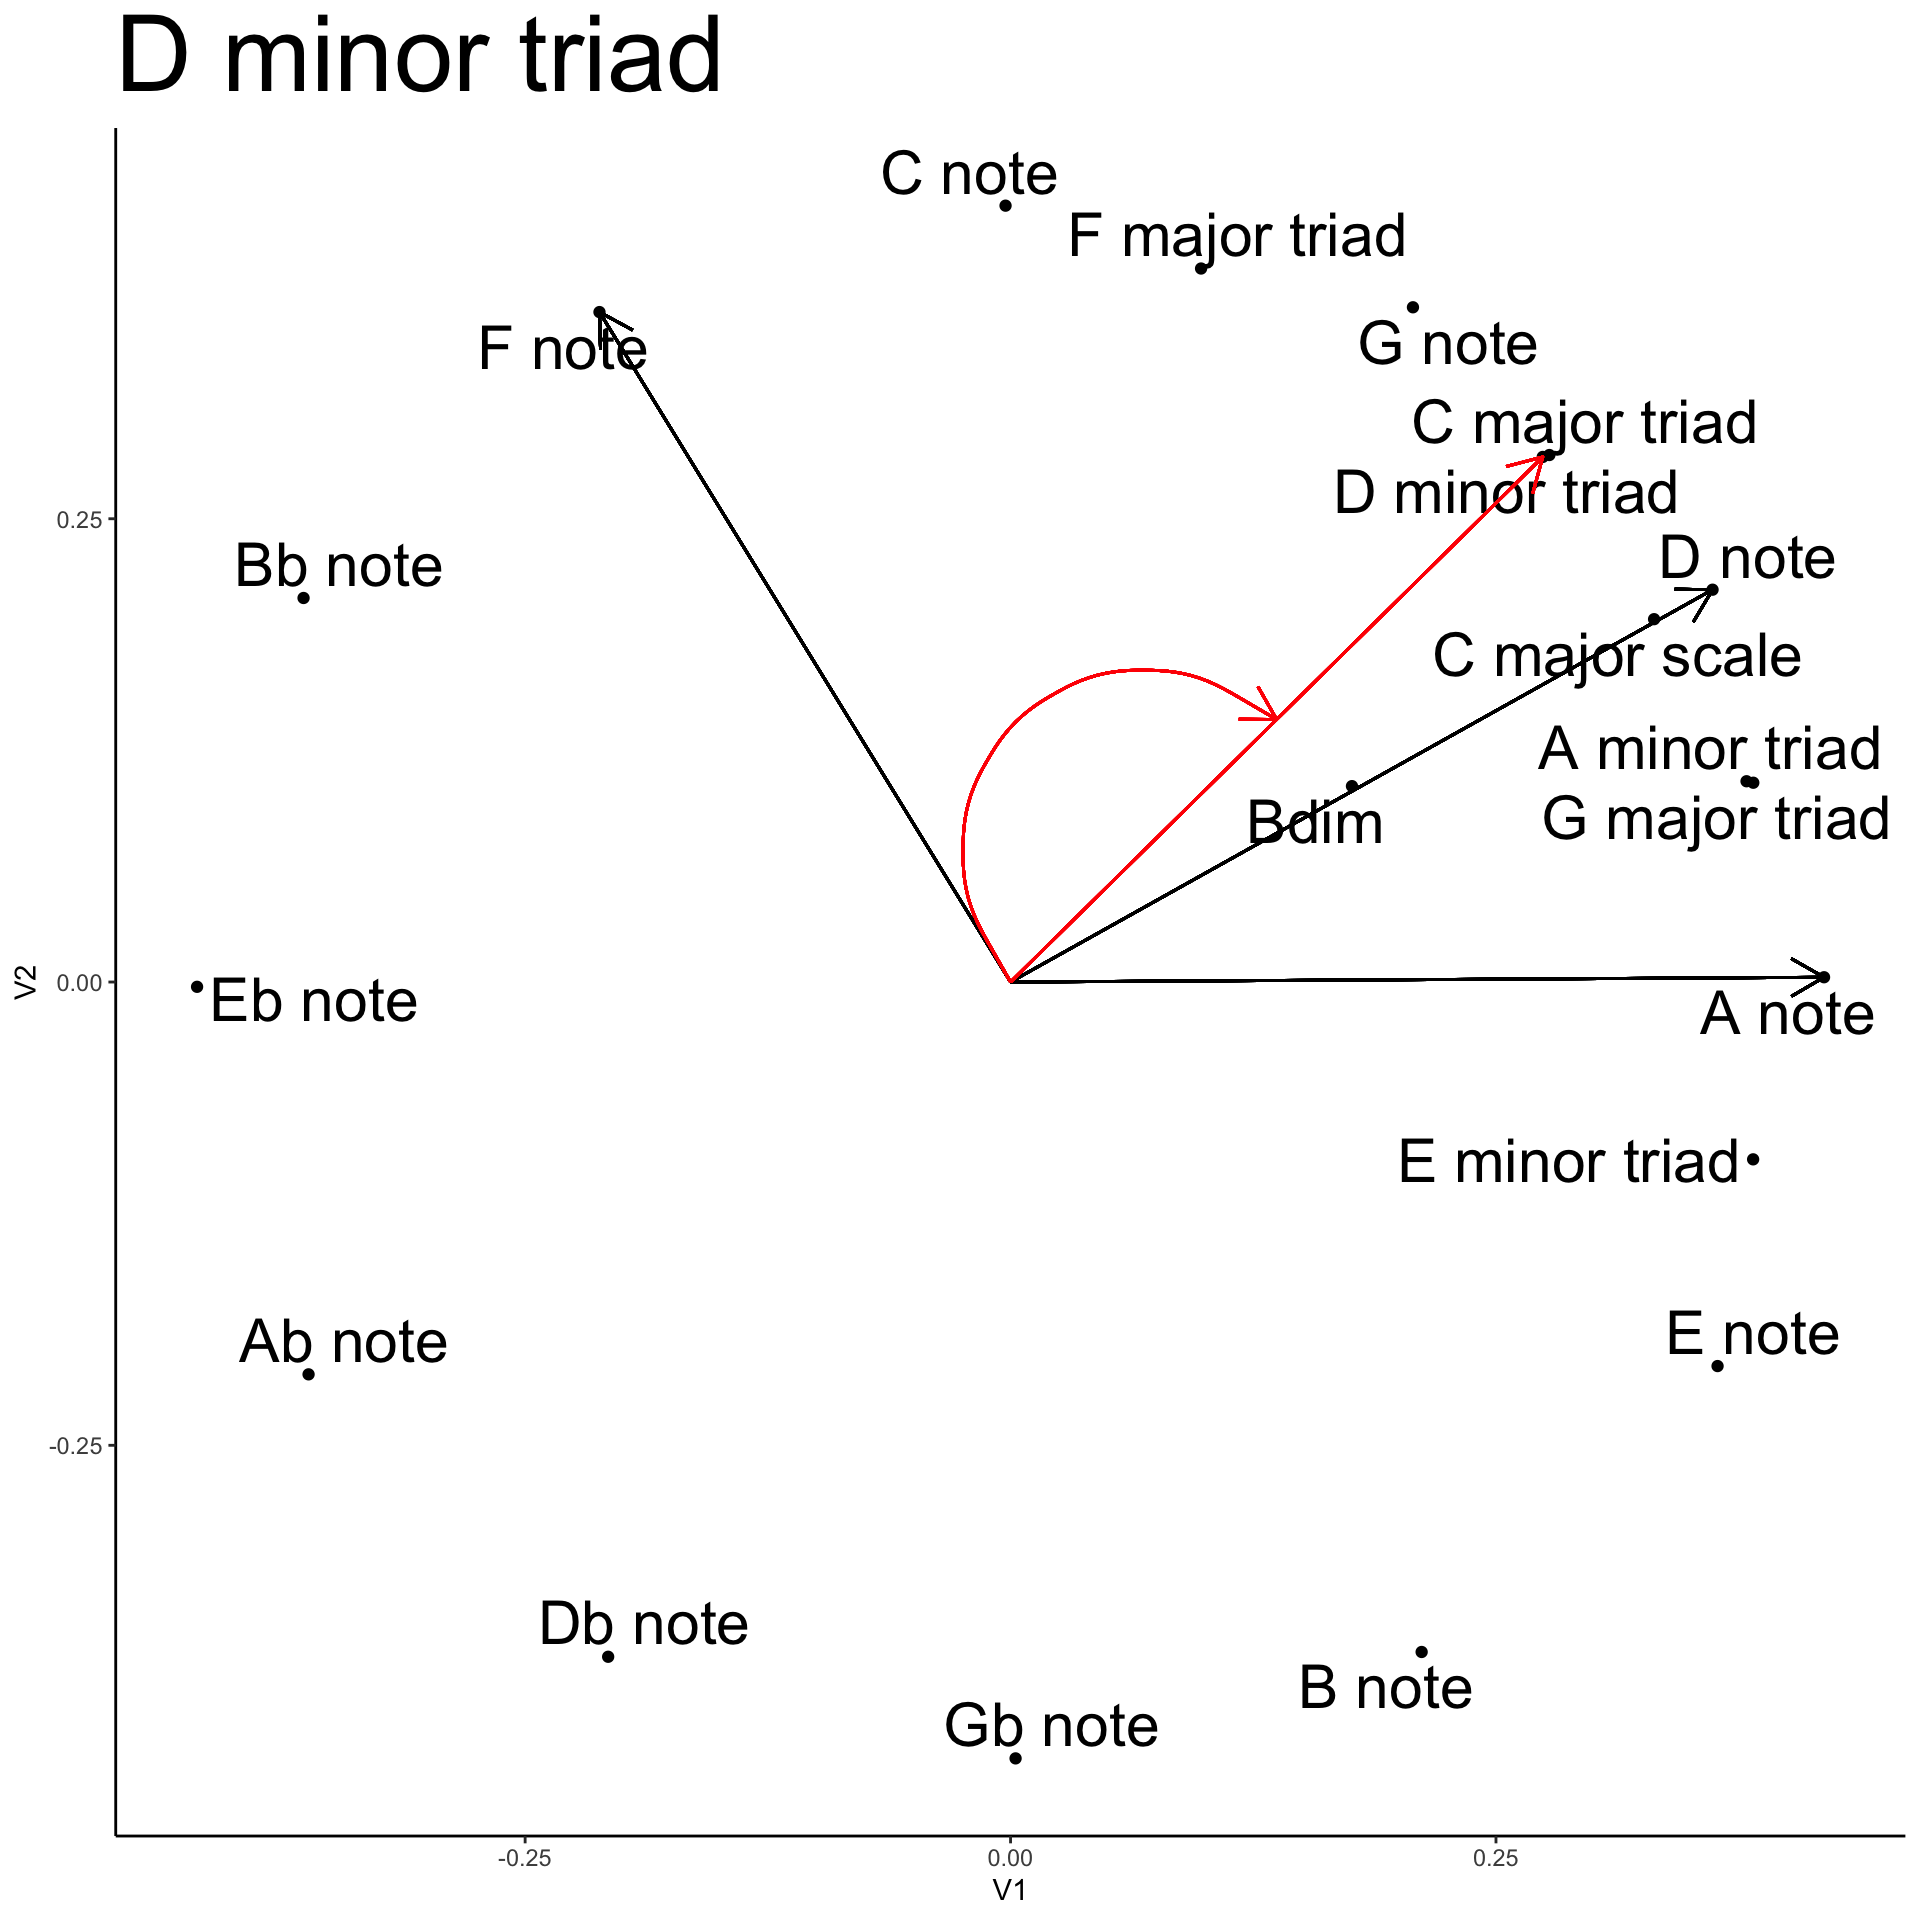 D minor triad
C note
F major triad
G note
F note
C major triad
D minor triad
0.25
D note
Bb note
C major scale
A minor triad
Bdim
G major triad
V2
0.00
Eb note
A note
E minor triad
Ab note
E note
-0.25
Db note
B note
Gb note
-0.25
0.00
0.25
V1